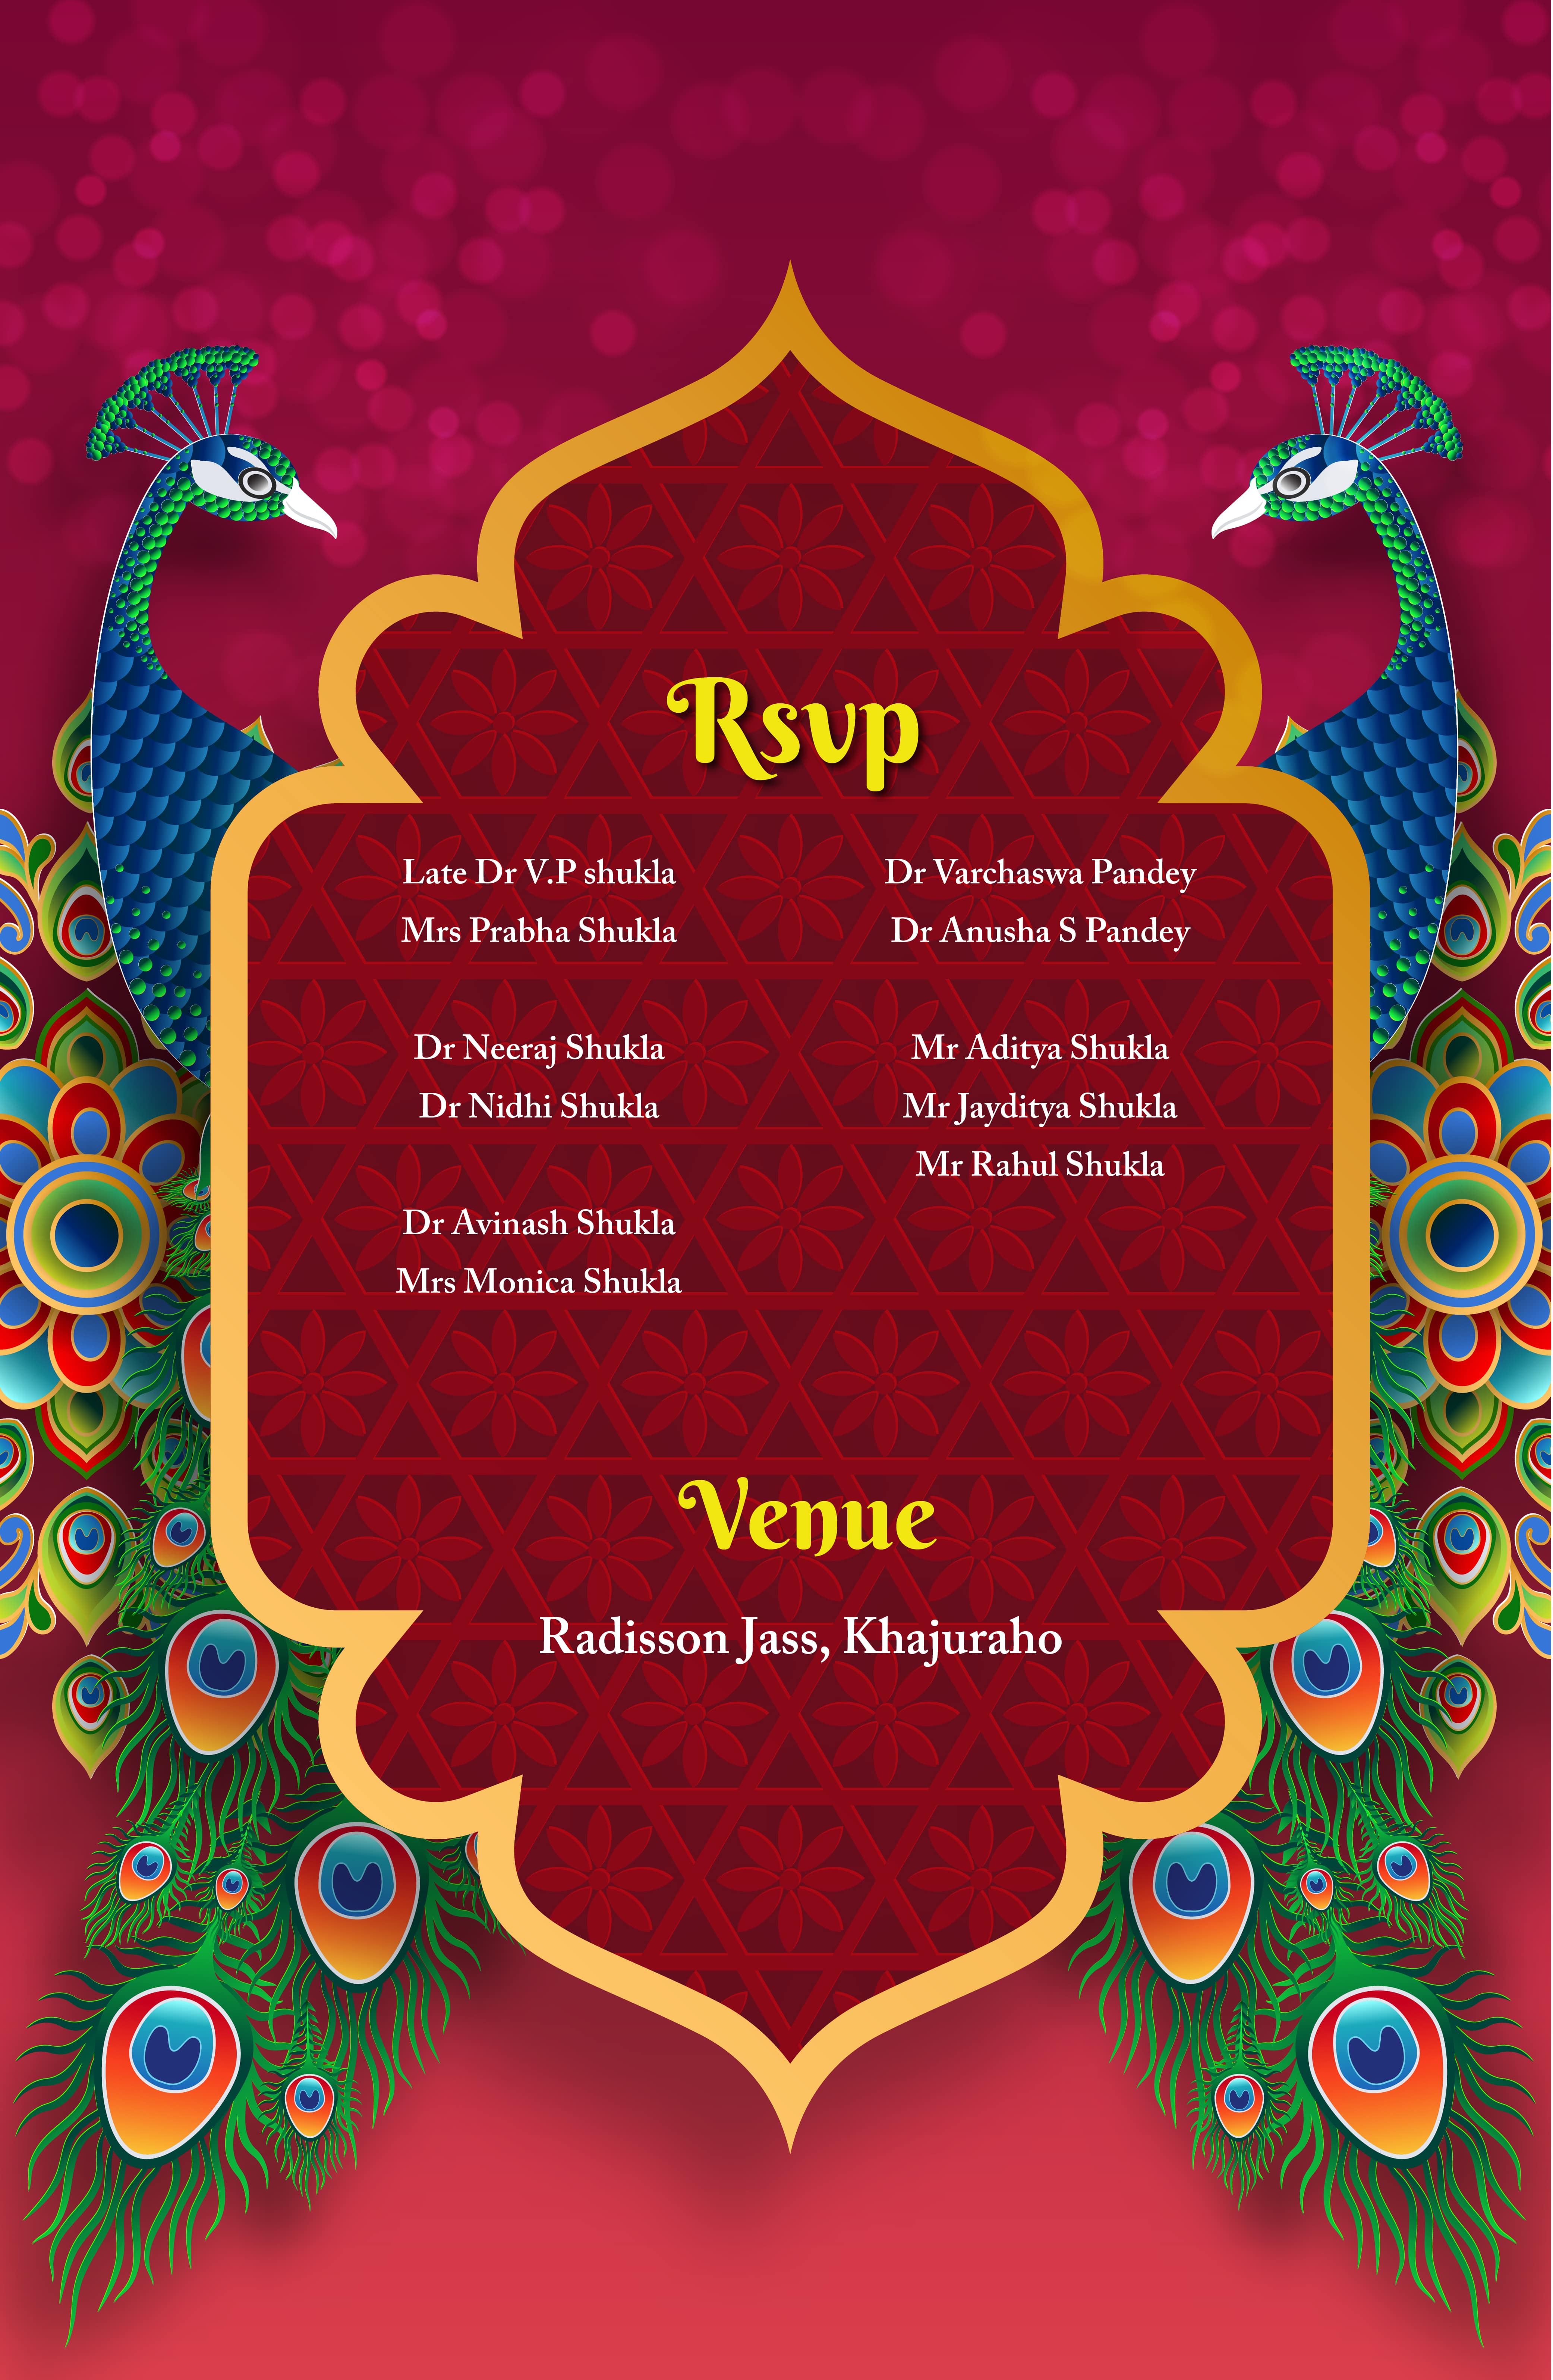 Rsvp
Late Dr V.P shukla
Mrs Prabha Shukla
Dr Neeraj Shukla
Dr Nidhi Shukla
Dr Avinash Shukla
Mrs Monica Shukla
Dr Varchaswa Pandey
Dr Anusha S Pandey
Mr Aditya Shukla
Mr Jayditya Shukla
Mr Rahul Shukla
Venue
Radisson Jass, Khajuraho